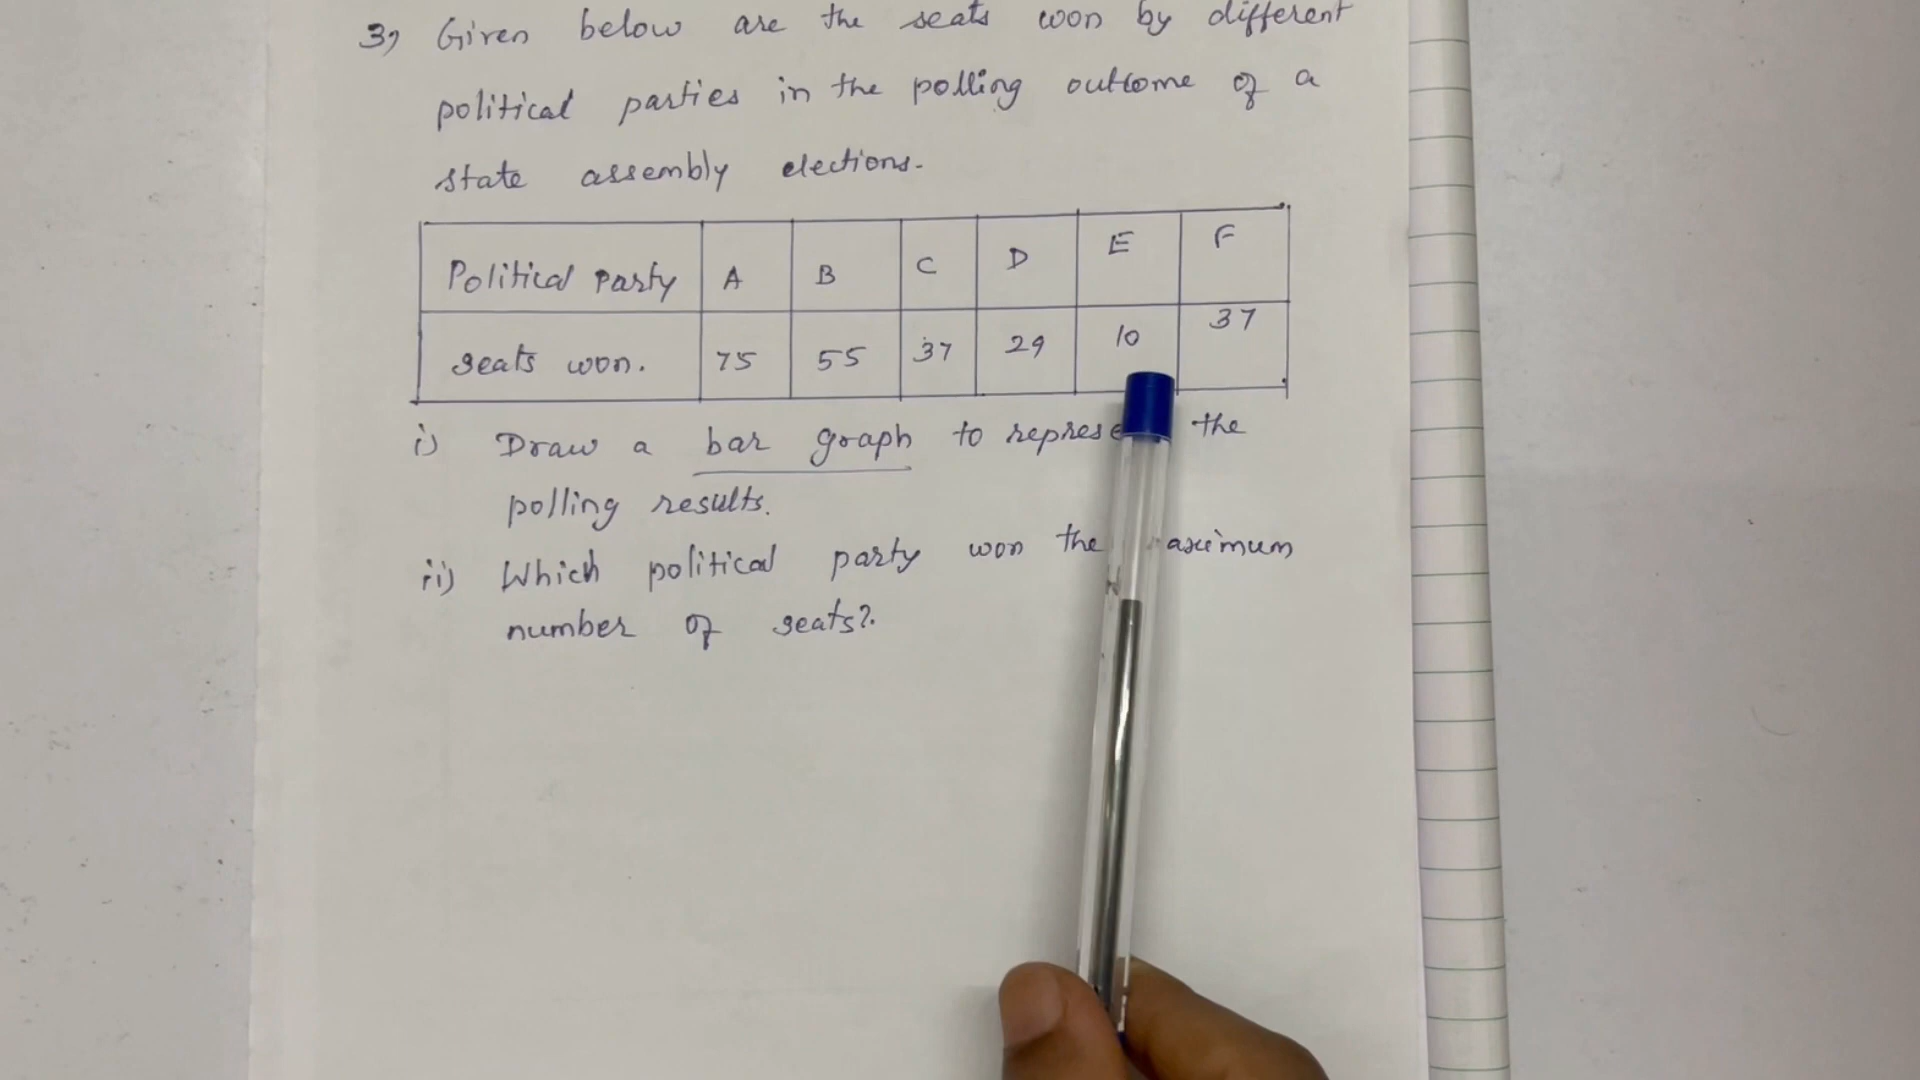 3) Given below are the seats won by different
political parties in the polling outcome of a
state assembly elections.
Political Party A B C D E F
seats won. 75 55 37 29 10 37
i) Draw a bar graph to the
polling results.
ii) Which political party won the
number of seats?.